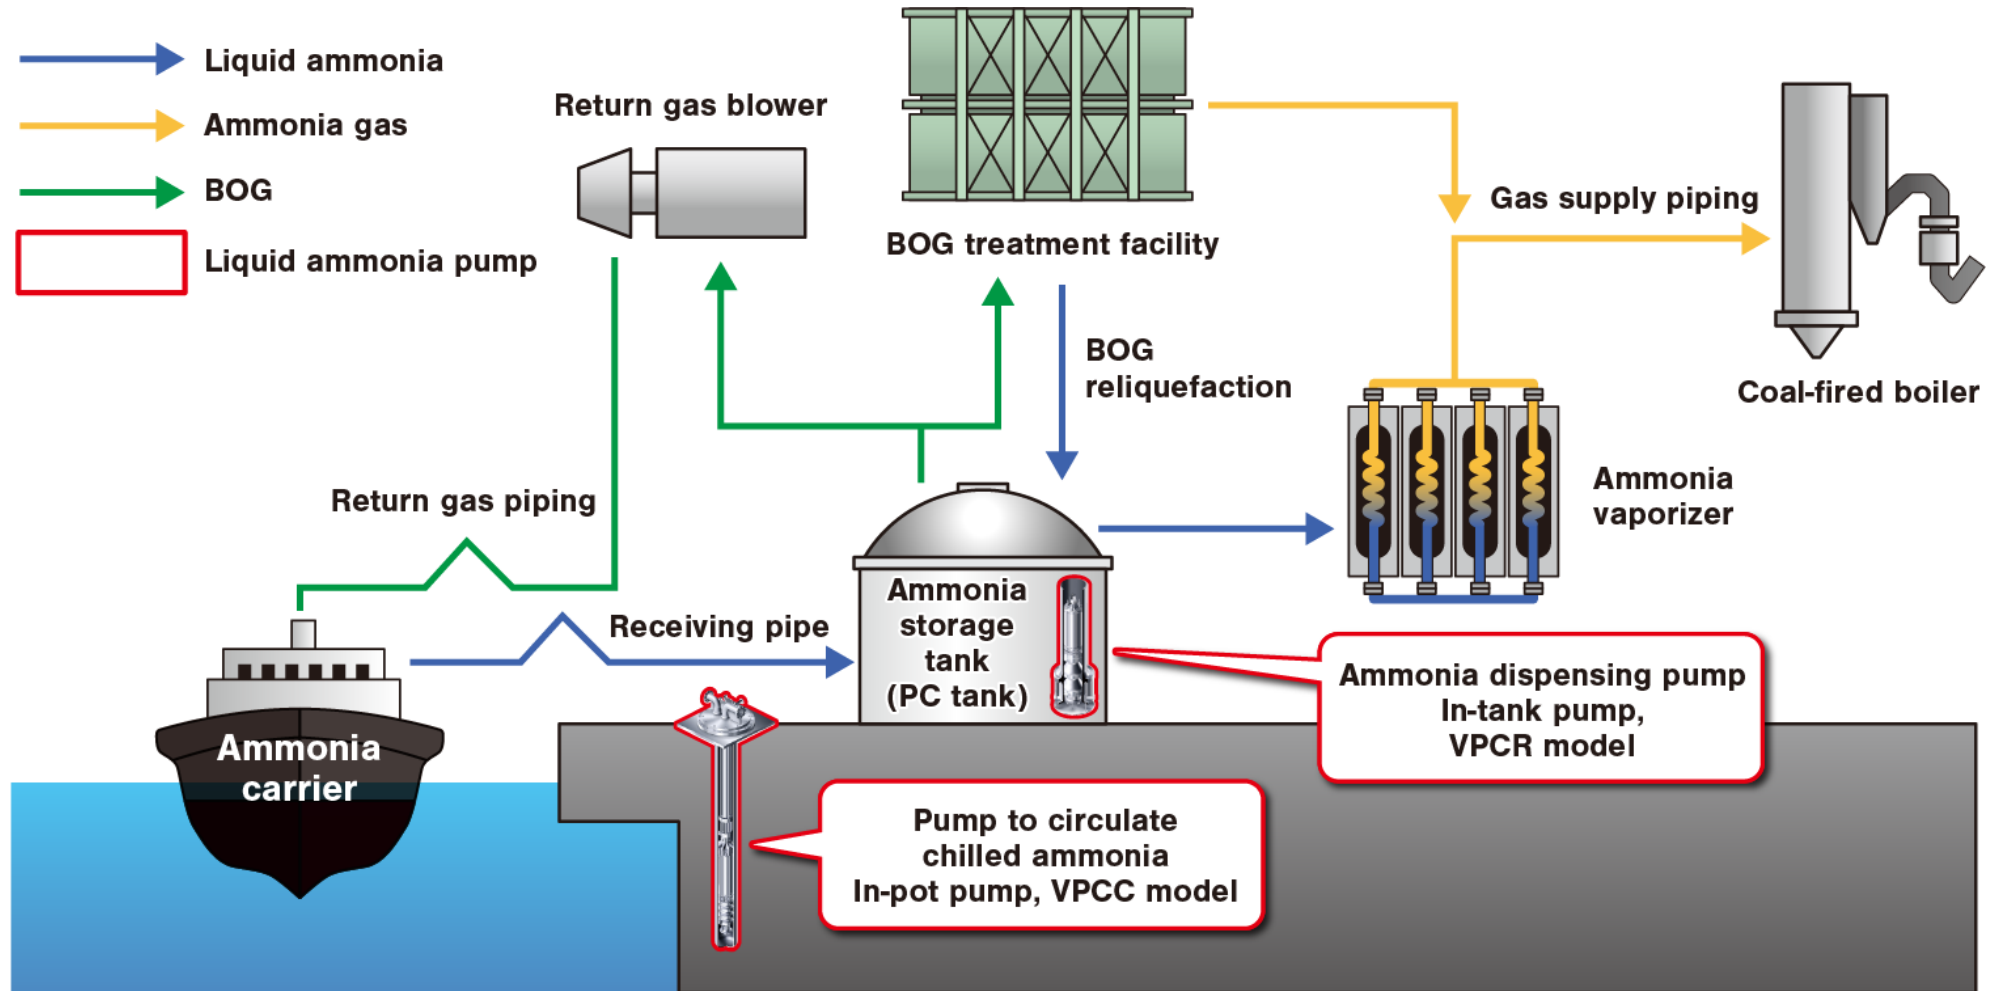 Liquid ammonia
Ammonia gas
BOG
Liquid ammonia pump
Return gas blower
BOG treatment facility
Gas supply piping
Coal-fired boiler
BOG
reliquefaction
Ammonia
vaporizer
Return gas piping
Receiving pipe
Ammonia
storage
tank
(PC tank)
Ammonia
carrier
Ammonia dispensing pump
In-tank pump,
VPCR model
Pump to circulate
chilled ammonia
In-pot pump, VPCC model